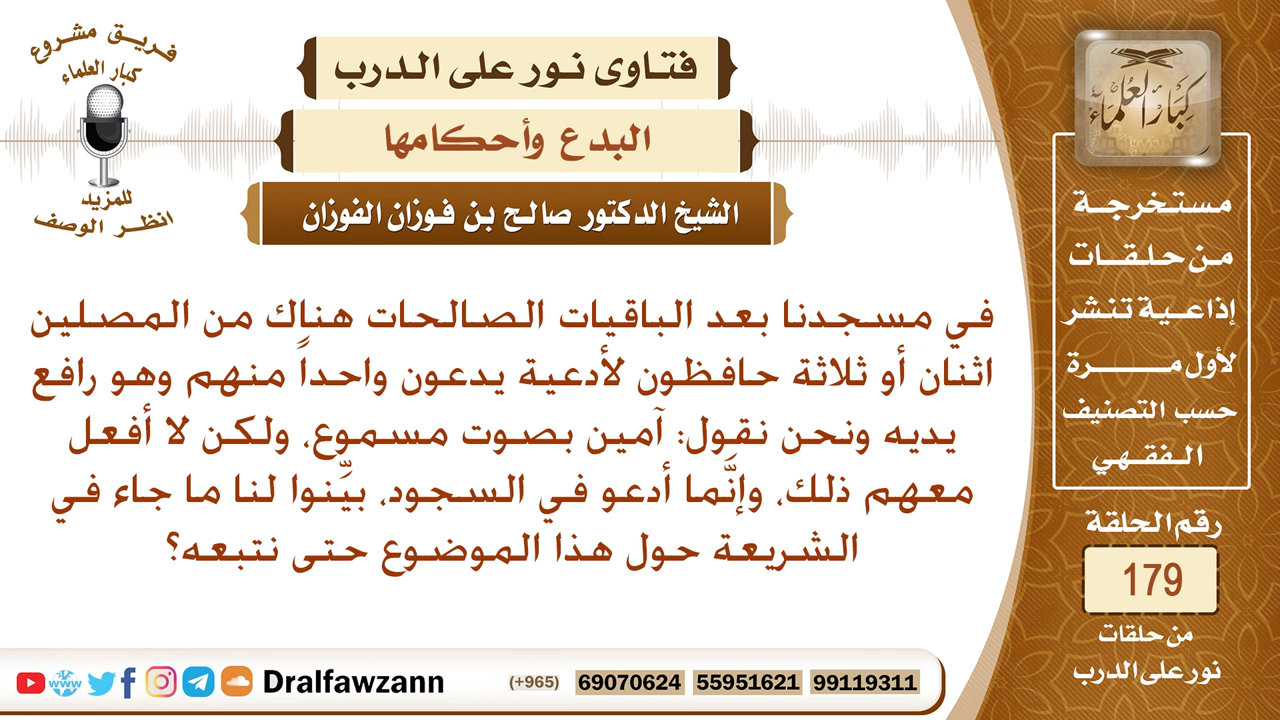 فريق مشروع
كبار العلماء
للمزيد
انظر الوصف
فتاوى نور على الدرب
البدع وأحكامها
الشيخ الدكتور صالح بن فوزان الفوزان
في مسجدنا بعد الباقيات الصالحات هناك من المصلين
اثنان أو ثلاثة حافظون لأدعية يدعون واحداً منهم وهو رافع
يديه ونحن نقول: آمين بصوت مسموع، ولكن لا أفعل
معهم ذلك، وإنَّما أدعو في السجود، بيِّنوا لنا ما جاء في
الشريعة حول هذا الموضوع حتى نتبعه؟
كبار العلماء
مستخرجة
من حلقات
إذاعية تنشر
لأول مرة
حسب التصنيف
الفقهي
رقم الحلقة
179
من حلقات
نور على الدرب
www
Dralfawzann
(+965) 69070624 55951621 99119311